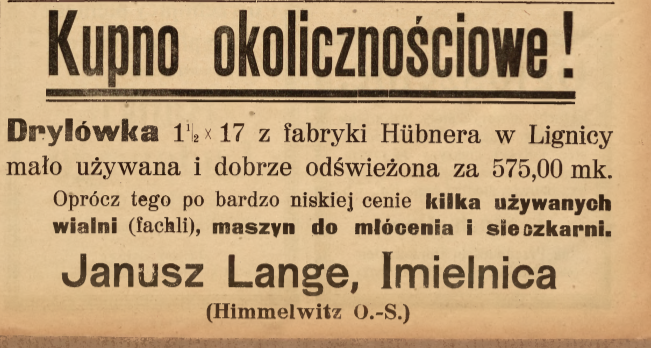 Kupno okolicznościowe!
Drylówka 1½ × 17 z fabryki Hübnera w Lignicy
mało używana i dobrze odświeżona za 575,00 mk.
Oprócz tego po bardzo niskiej cenie kilka używanych
wialni (fachli), maszyn do młócenia i sieczkarni.
Janusz Lange, Imielnica
(Himmelwitz O.-S.)